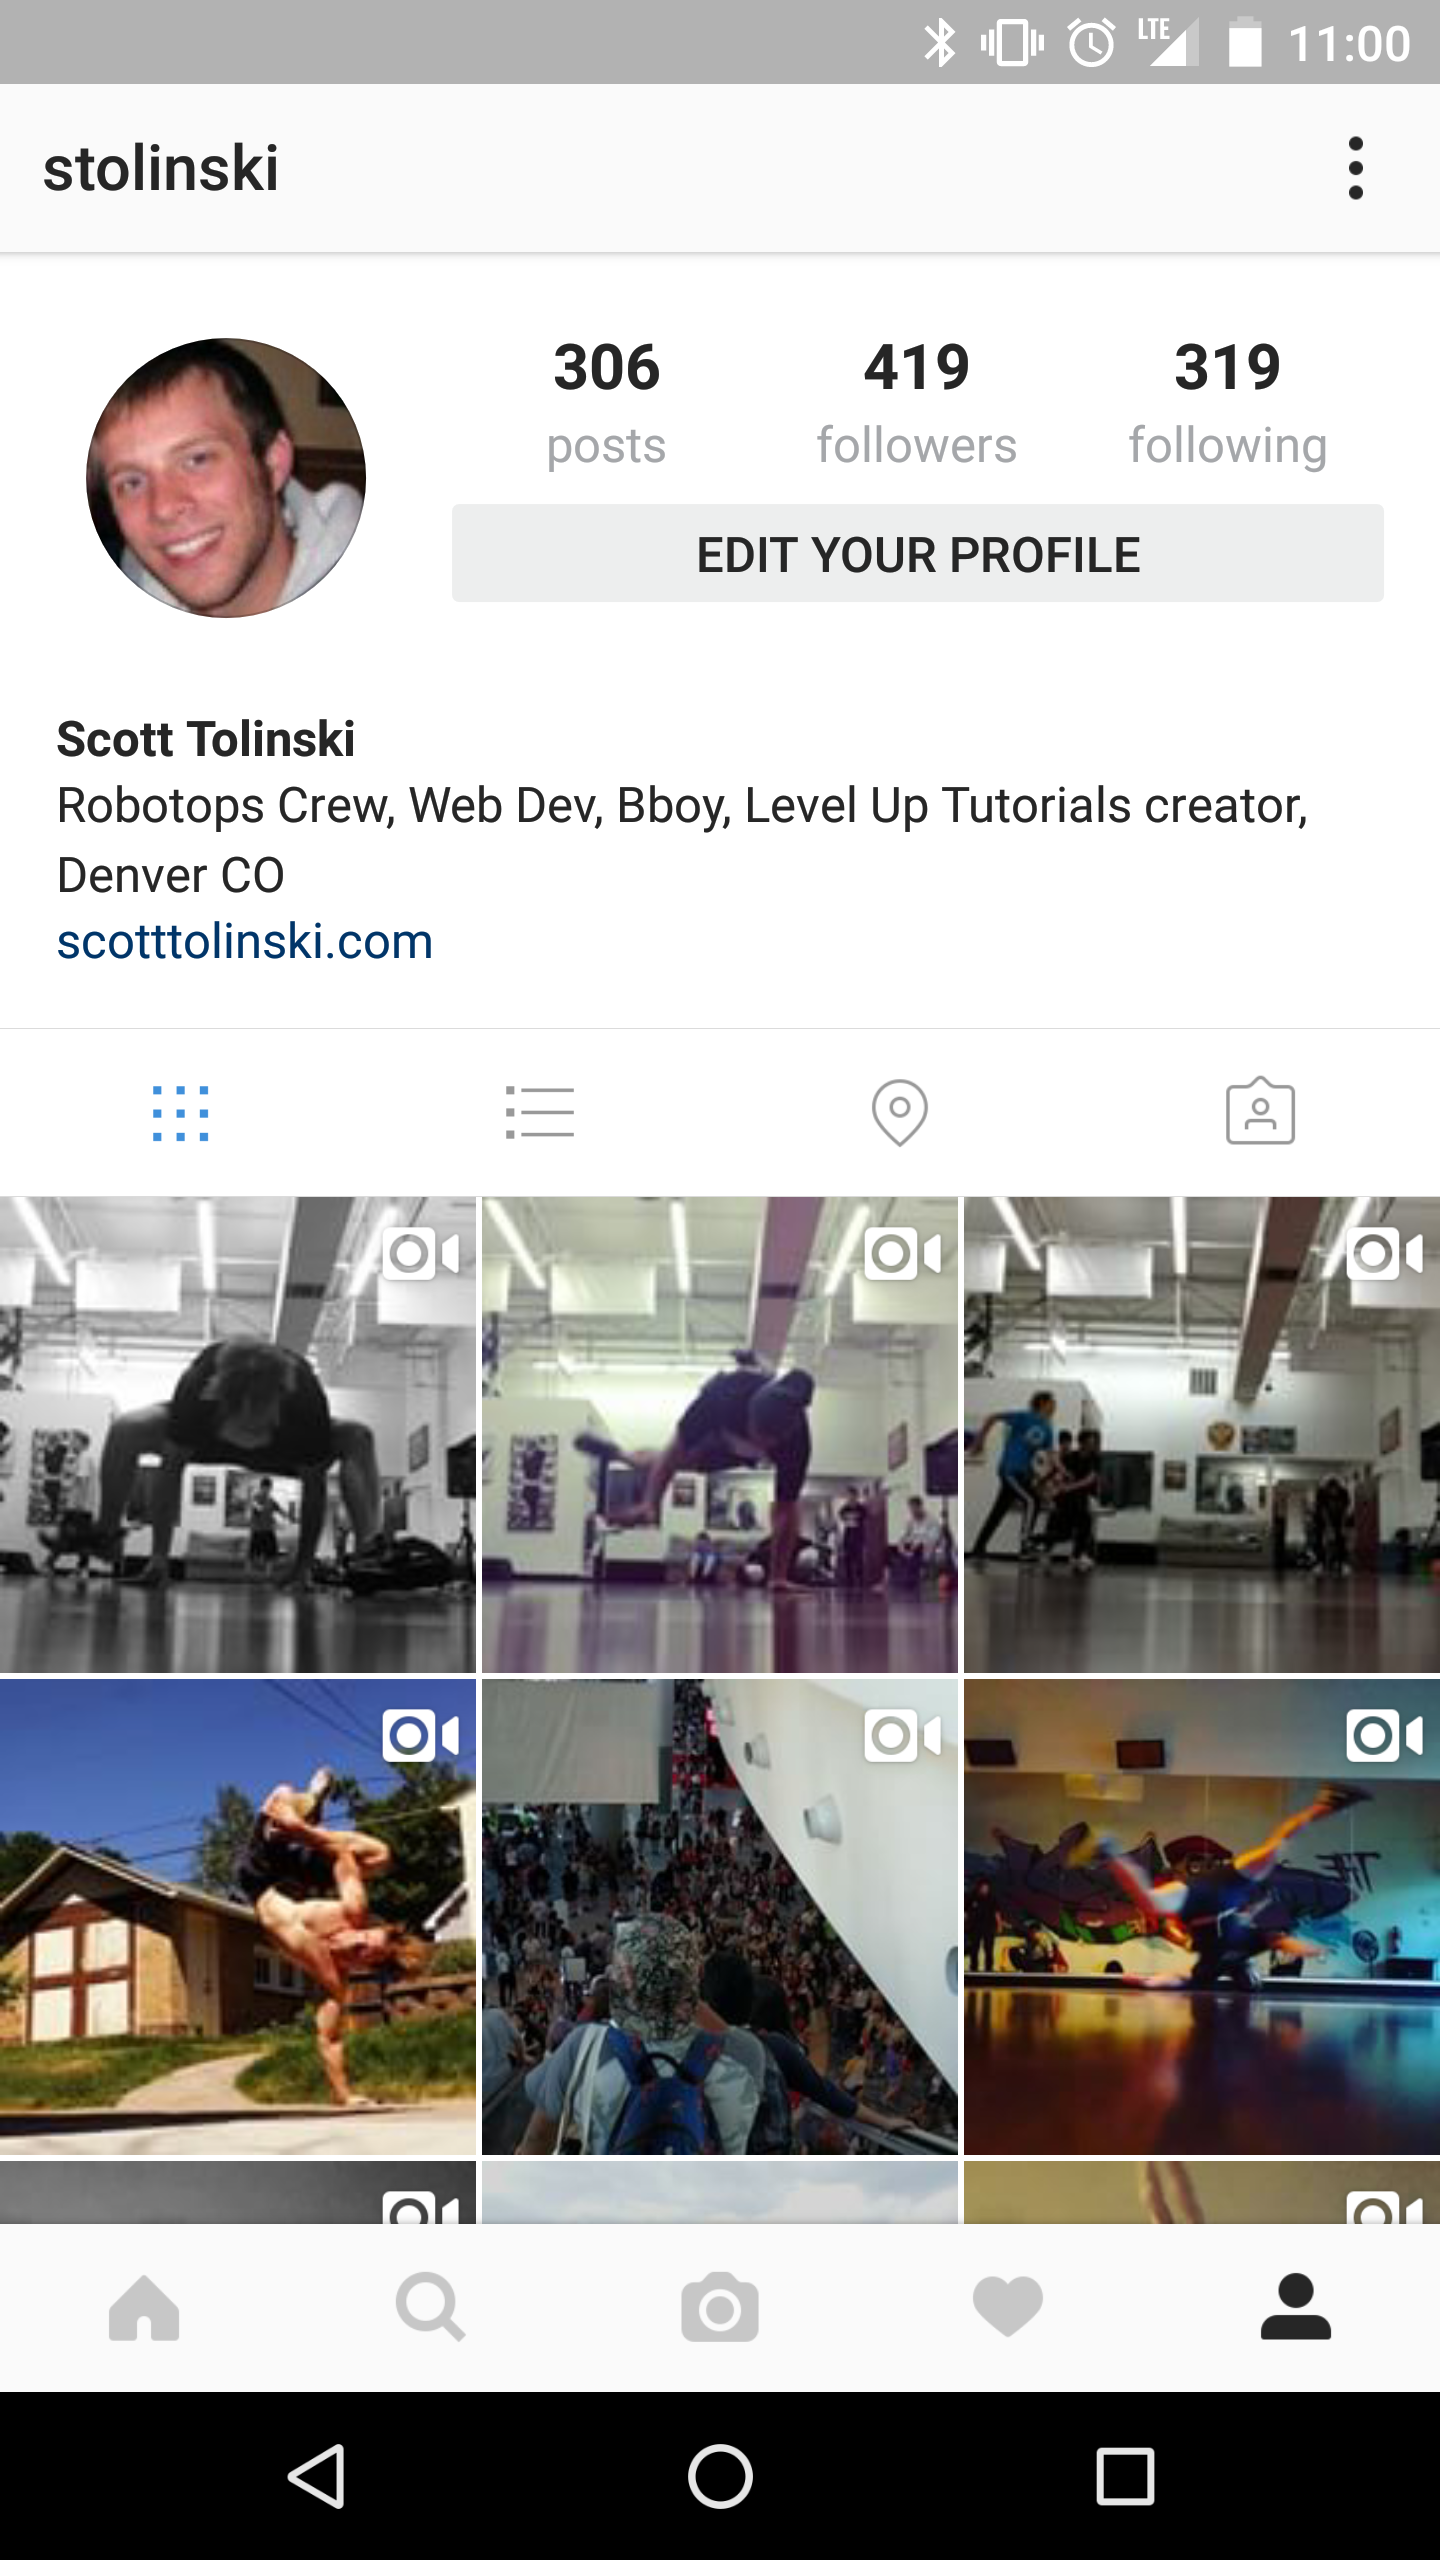 LTE 11:00
stolinski
306 419 319
posts followers following
EDIT YOUR PROFILE
Scott Tolinski
Robotops Crew, Web Dev, Bboy, Level Up Tutorials creator,
Denver CO
scotttolinski.com